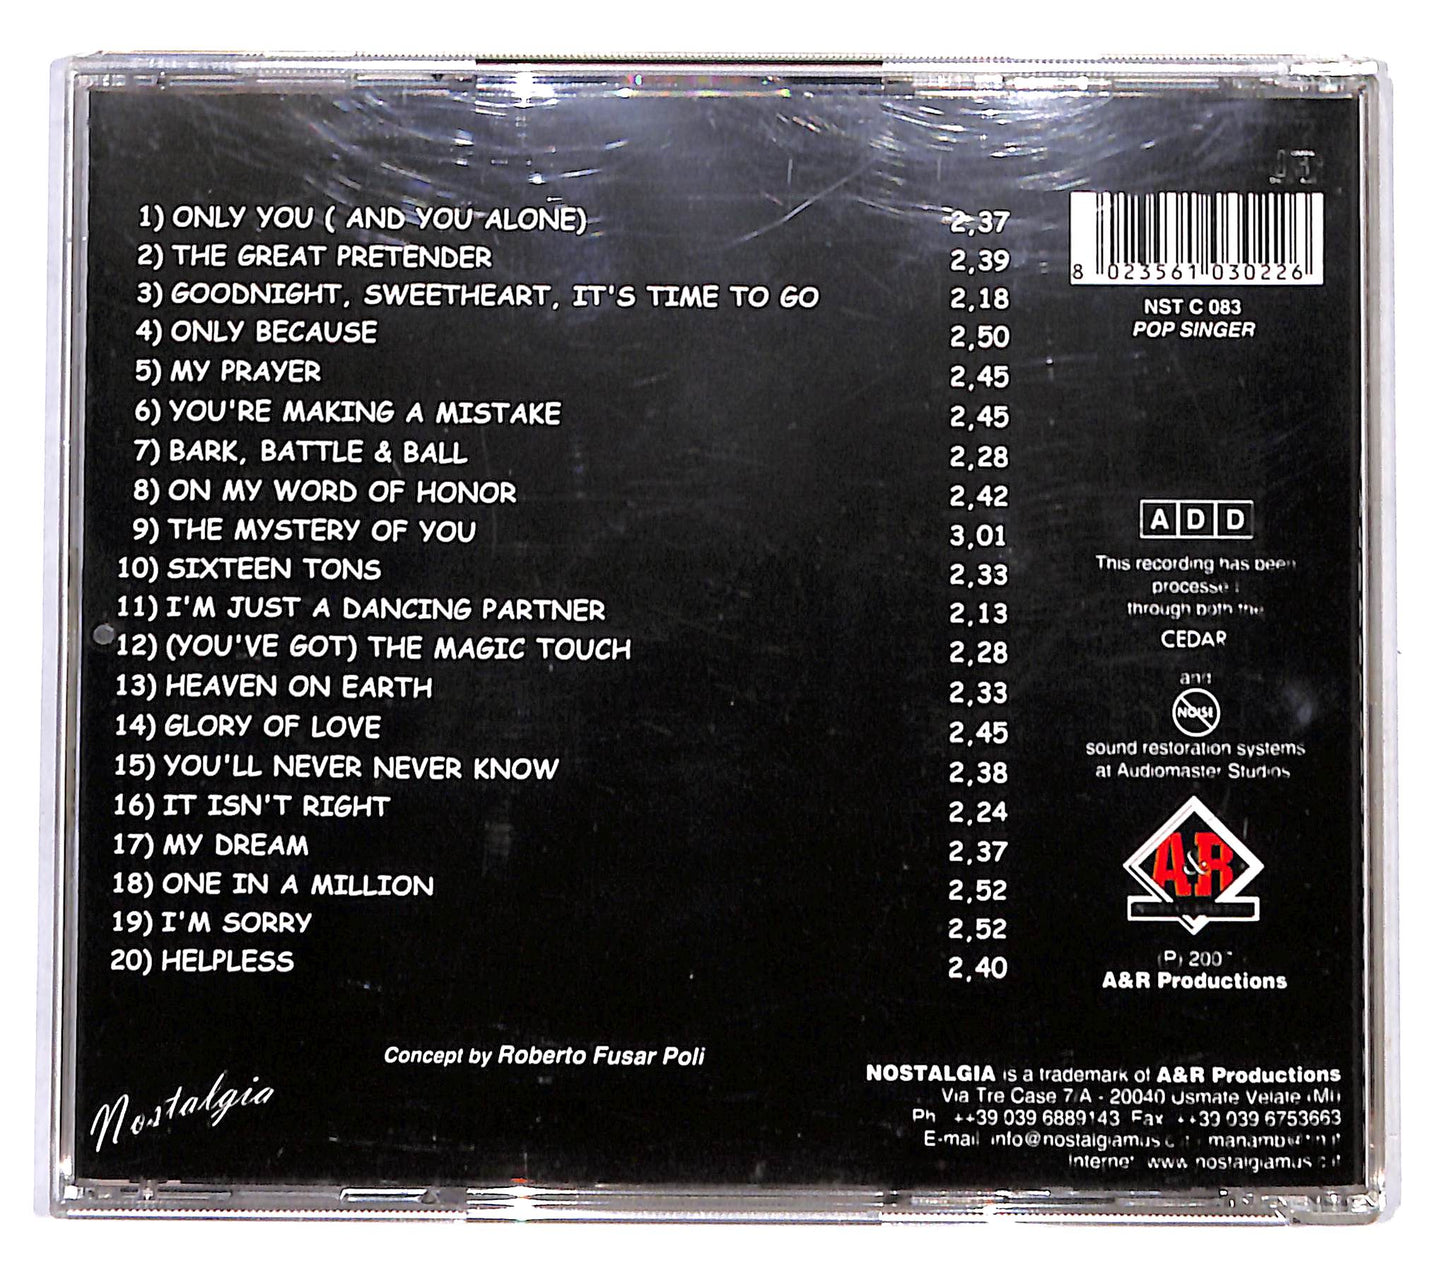 1) ONLY YOU ( AND YOU ALONE) 2,37
2) THE GREAT PRETENDER 2,39
3) GOODNIGHT, SWEETHEART, IT'S TIME TO GO 2,18
4) ONLY BECAUSE 2,50
5) MY PRAYER 2,45
6) YOU'RE MAKING A MISTAKE 2,45
7) BARK, BATTLE & BALL 2,28
8) ON MY WORD OF HONOR 2,42
9) THE MYSTERY OF YOU 3,01
10) SIXTEEN TONS 2,33
11) I'M JUST A DANCING PARTNER 2,13
12) (YOU'VE GOT) THE MAGIC TOUCH 2,28
13) HEAVEN ON EARTH 2,33
14) GLORY OF LOVE 2,45
15) YOU'LL NEVER NEVER KNOW 2,38
16) IT ISN'T RIGHT 2,24
17) MY DREAM 2,37
18) ONE IN A MILLION 2,52
19) I'M SORRY 2,52
20) HELPLESS 2,40
8 023561 030226
NST C 083
POP SINGER
A D D
This recording has been
processed
through both the
CEDAR
and
NOISE
sound restoration systems
at Audiomaster Studios
A&R
(P) 200
A&R Productions
Concept by Roberto Fusar Poli
Nostalgia
NOSTALGIA is a trademark of A&R Productions
Via Tre Case 7/A - 20040 Usmate Velate (MI)
Ph. ++39 039 6889143 Fax ++39 039 6753663
E-mail info@nostalgiamusic.it
Internet www.nostalgiamusic.it